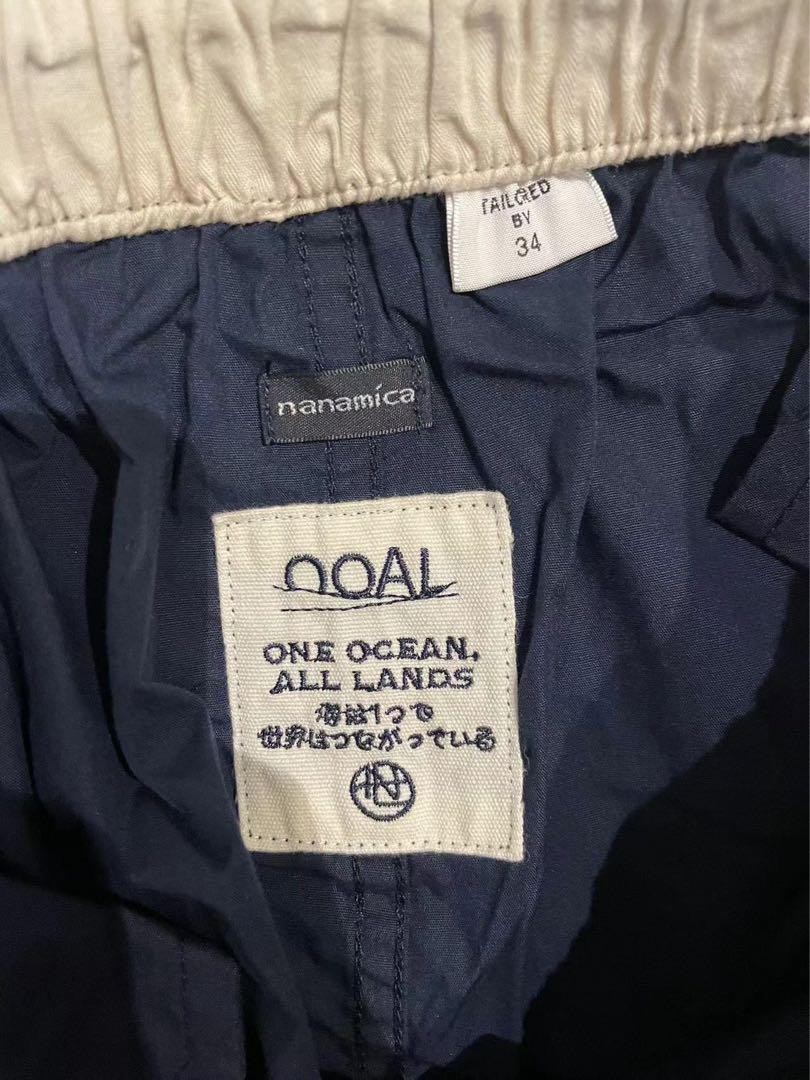 TAILORED
BY
34
nanamica
OOAL
ONE OCEAN,
ALL LANDS
海は1つで
世界はつながっている